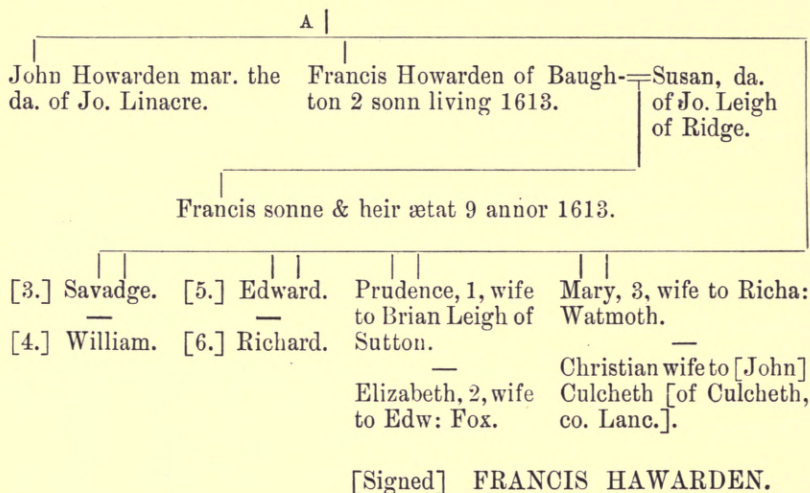 A
John Howarden mar. the
da. of Jo. Linacre.
Francis Howarden of Baugh-
ton 2 sonn living 1613.
Susan, da.
of Jo. Leigh
of Ridge.
Francis sonne & heir ætat 9 annor 1613.
[3.] Savadge.
[4.] William.
[5.] Edward.
[6.] Richard.
Prudence, 1, wife
to Brian Leigh of
Sutton.
Elizabeth, 2, wife
to Edw: Fox.
Mary, 3, wife to Richa:
Watmoth.
Christian wife to [John]
Culcheth [of Culcheth,
co. Lanc.].
[Signed] FRANCIS HAWARDEN.